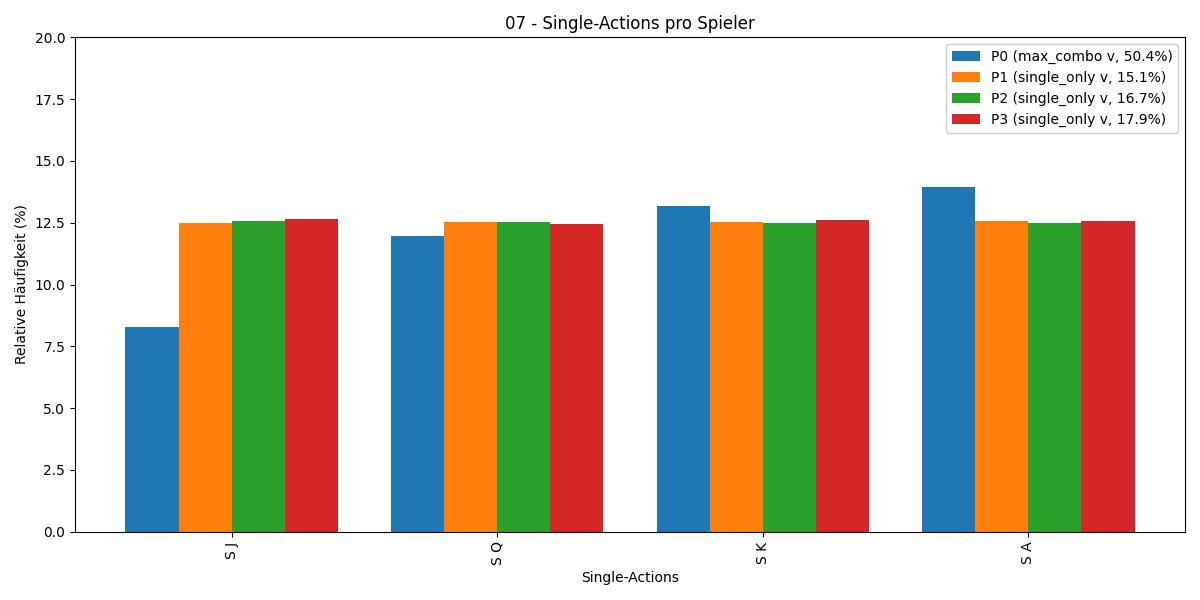 07 - Single-Actions pro Spieler
P0 (max_combo v, 50.4%)
P1 (single_only v, 15.1%)
P2 (single_only v, 16.7%)
P3 (single_only v, 17.9%)
Relative Häufigkeit (%)
20.0
17.5
15.0
12.5
10.0
7.5
5.0
2.5
0.0
S J
S Q
S K
S A
Single-Actions